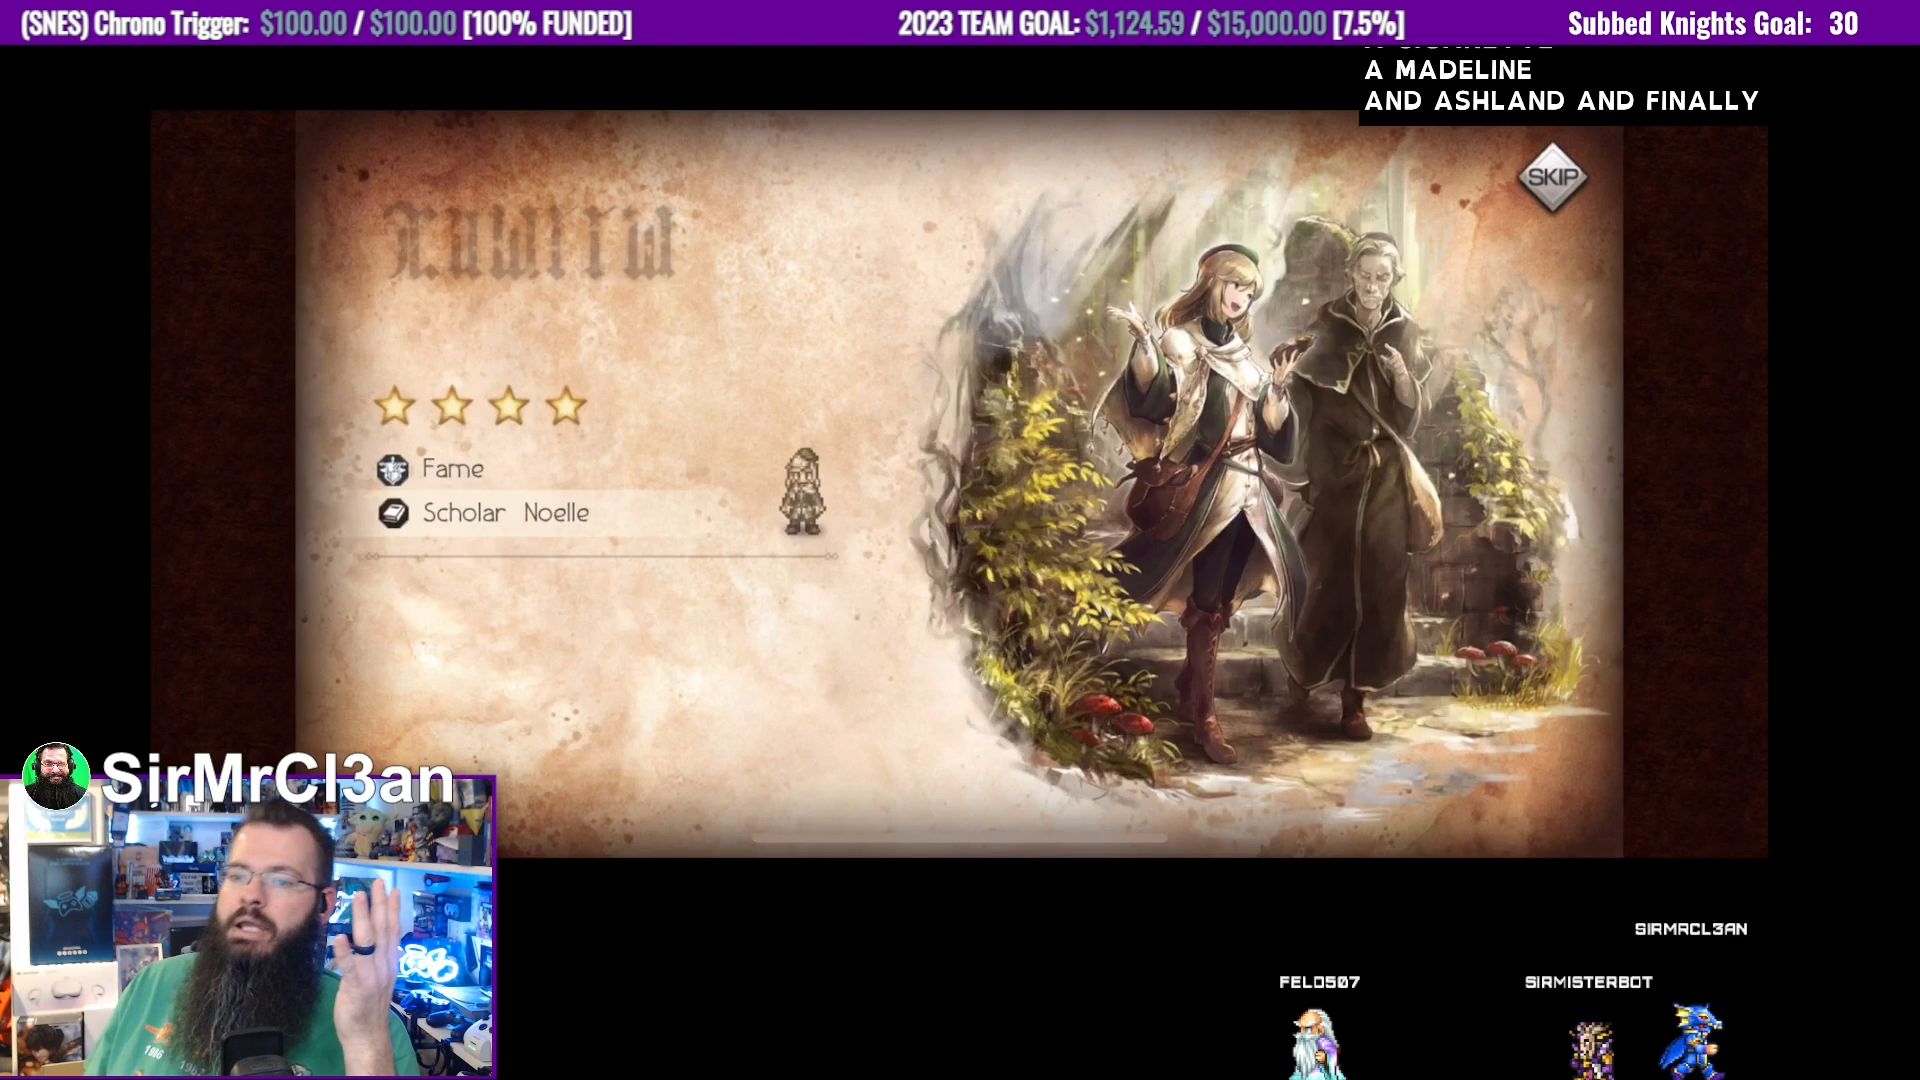 (SNES) Chrono Trigger: $100.00 / $100.00 [100% FUNDED]
2023 TEAM GOAL: $1,124.59 / $15,000.00 [7.5%]
Subbed Knights Goal: 30
A MADELINE
AND ASHLAND AND FINALLY
SKIP
Fame
Scholar Noelle
SirMrCl3an
SIRMRCL3AN
FELO507
SIRMISTERBOT
1986